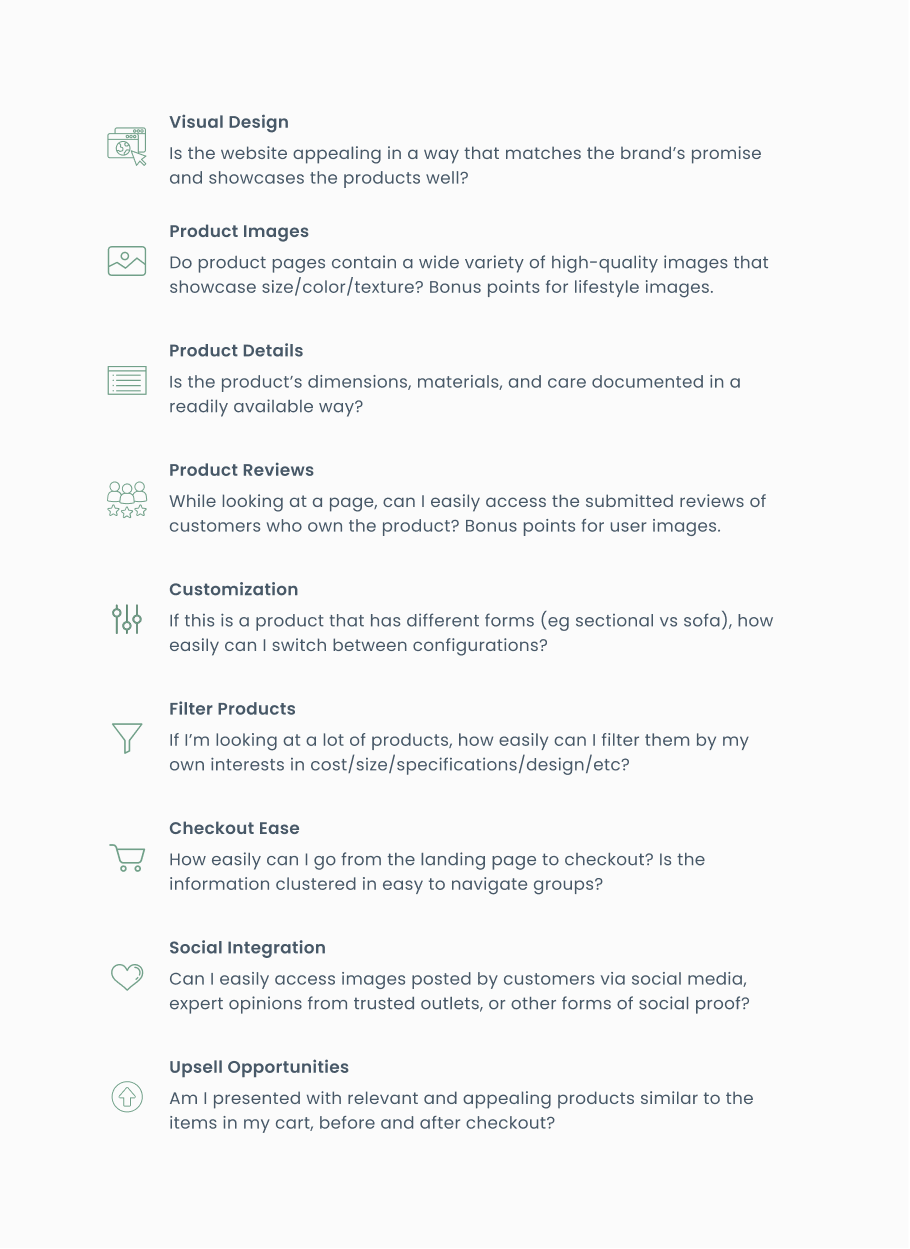 Visual Design
Is the website appealing in a way that matches the brand’s promise
and showcases the products well?
Product Images
Do product pages contain a wide variety of high-quality images that
showcase size/color/texture? Bonus points for lifestyle images.
Product Details
Is the product’s dimensions, materials, and care documented in a
readily available way?
Product Reviews
While looking at a page, can I easily access the submitted reviews of
customers who own the product? Bonus points for user images.
Customization
If this is a product that has different forms (eg sectional vs sofa), how
easily can I switch between configurations?
Filter Products
If I’m looking at a lot of products, how easily can I filter them by my
own interests in cost/size/specifications/design/etc?
Checkout Ease
How easily can I go from the landing page to checkout? Is the
information clustered in easy to navigate groups?
Social Integration
Can I easily access images posted by customers via social media,
expert opinions from trusted outlets, or other forms of social proof?
Upsell Opportunities
Am I presented with relevant and appealing products similar to the
items in my cart, before and after checkout?